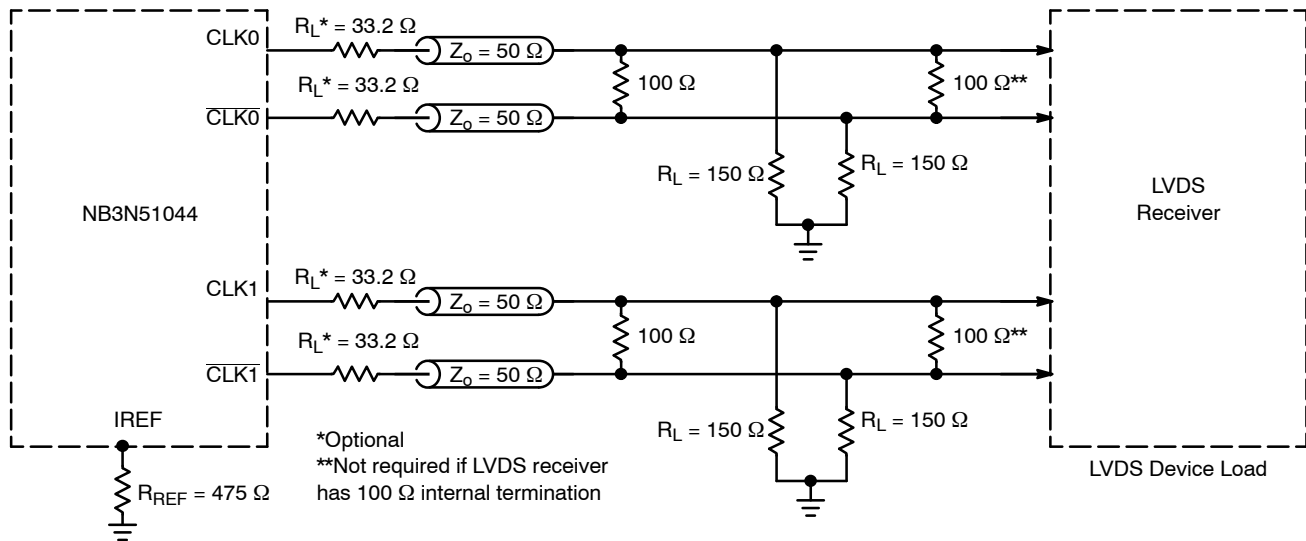 CLK0
R_L* = 33.2 Ω
Z_o = 50 Ω
100 Ω
100 Ω**
R_L* = 33.2 Ω
C̅L̅K̅0̅
Z_o = 50 Ω
R_L = 150 Ω
R_L = 150 Ω
NB3N51044
LVDS
Receiver
CLK1
R_L* = 33.2 Ω
Z_o = 50 Ω
100 Ω
100 Ω**
R_L* = 33.2 Ω
C̅L̅K̅1̅
Z_o = 50 Ω
R_L = 150 Ω
R_L = 150 Ω
IREF
R_REF = 475 Ω
*Optional
**Not required if LVDS receiver
has 100 Ω internal termination
LVDS Device Load